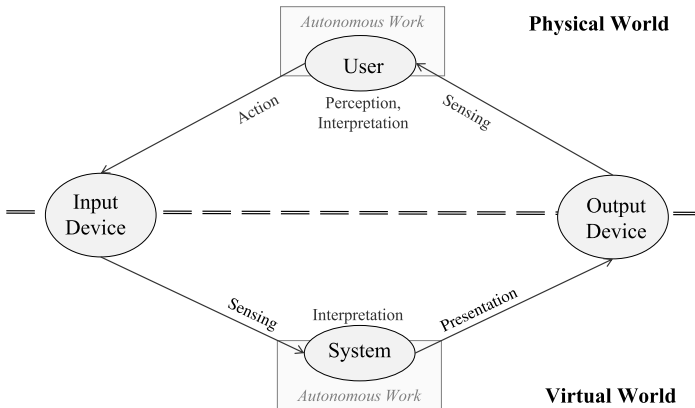 Autonomous Work
Physical World
User
Action
Perception,
Interpretation
Sensing
Input
Device
Output
Device
Sensing
Interpretation
Presentation
System
Autonomous Work
Virtual World